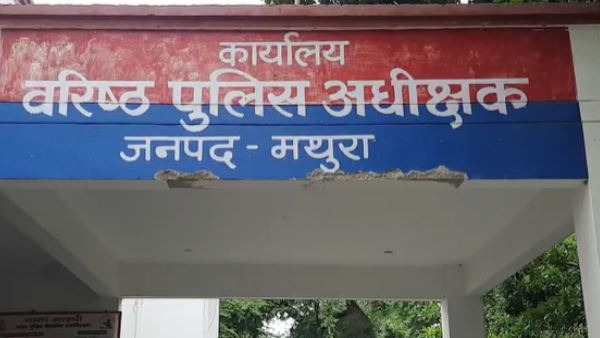 कार्यालय
वरिष्ठ पुलिस अधीक्षक
जनपद - मथुरा